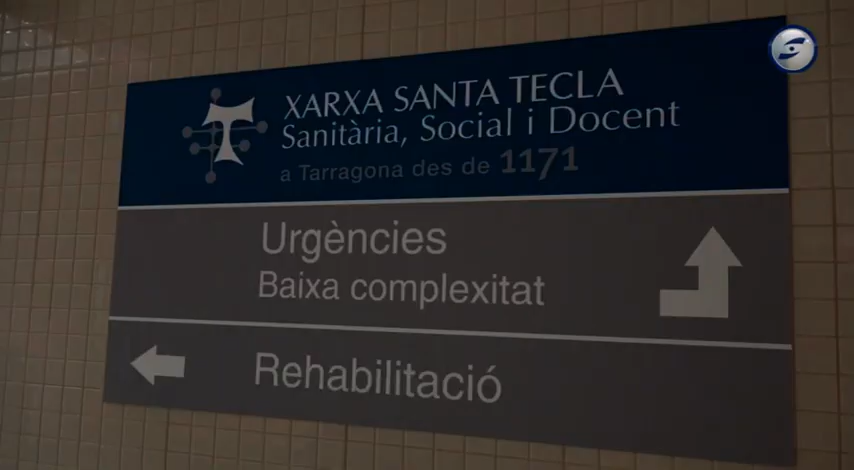 XARXA SANTA TECLA
Sanitària, Social i Docent
a Tarragona des de 1171
Urgències
Baixa complexitat
Rehabilitació